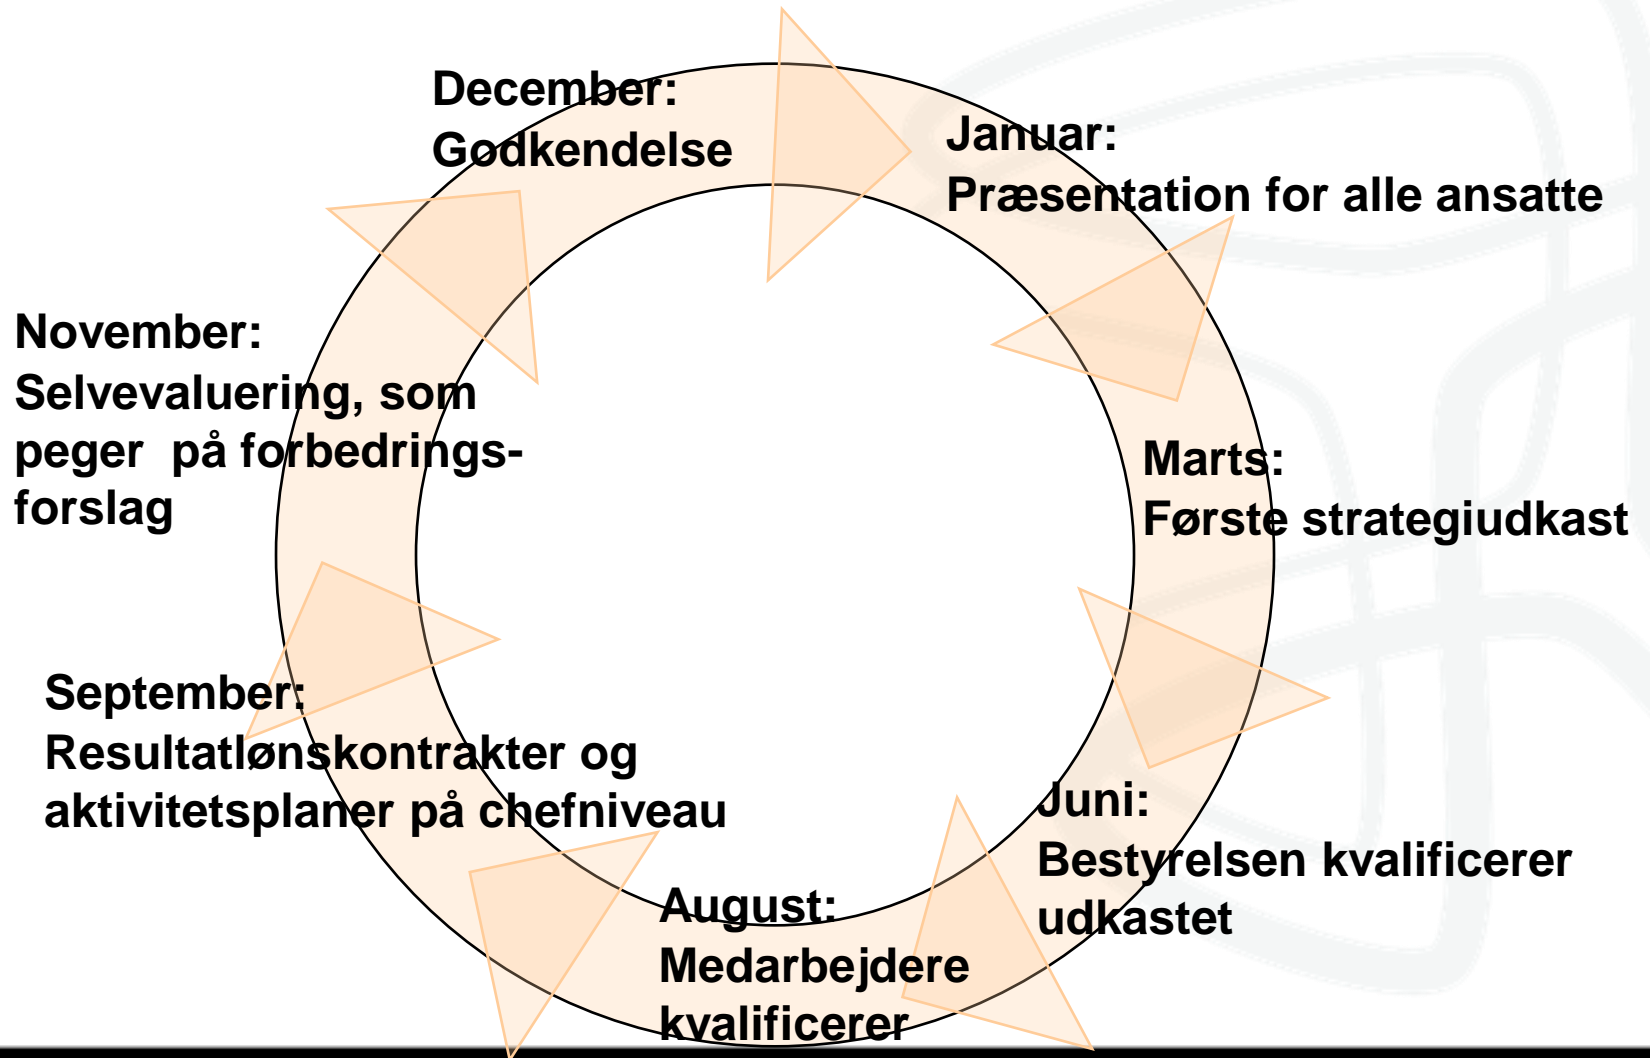 December:
Godkendelse
Januar:
Præsentation for alle ansatte
Marts:
Første strategiudkast
Juni:
Bestyrelsen kvalificerer
udkastet
August:
Medarbejdere
kvalificerer
September:
Resultatlønskontrakter og
aktivitetsplaner på chefniveau
November:
Selvevaluering, som
peger  på forbedrings-
forslag